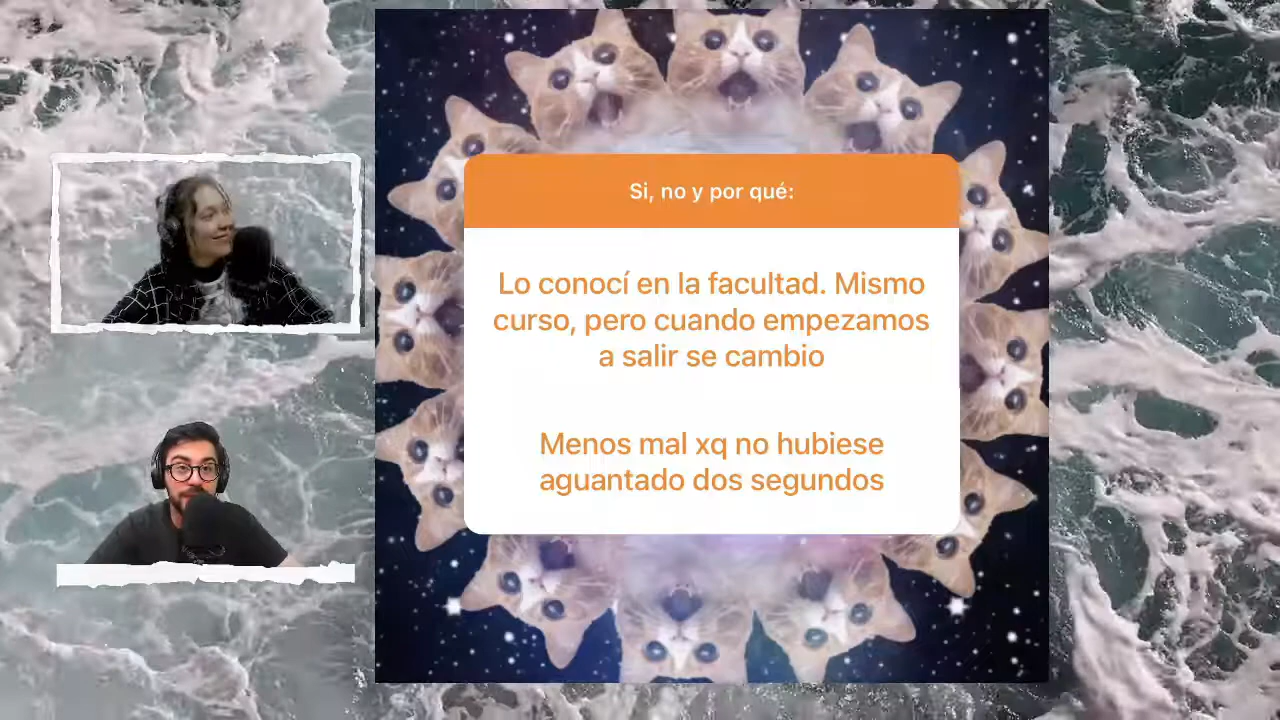 Si, no y por qué:
Lo conocí en la facultad. Mismo
curso, pero cuando empezamos
a salir se cambio
Menos mal xq no hubiese
aguantado dos segundos